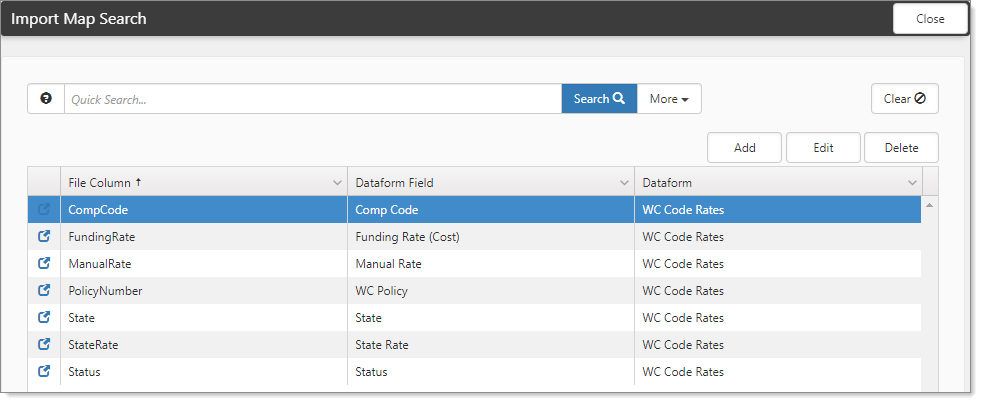 Import Map Search Close
Quick Search... Search More Clear
Add Edit Delete
File Column Dataform Field Dataform
CompCode Comp Code WC Code Rates
FundingRate Funding Rate (Cost) WC Code Rates
ManualRate Manual Rate WC Code Rates
PolicyNumber WC Policy WC Code Rates
State State WC Code Rates
StateRate State Rate WC Code Rates
Status Status WC Code Rates